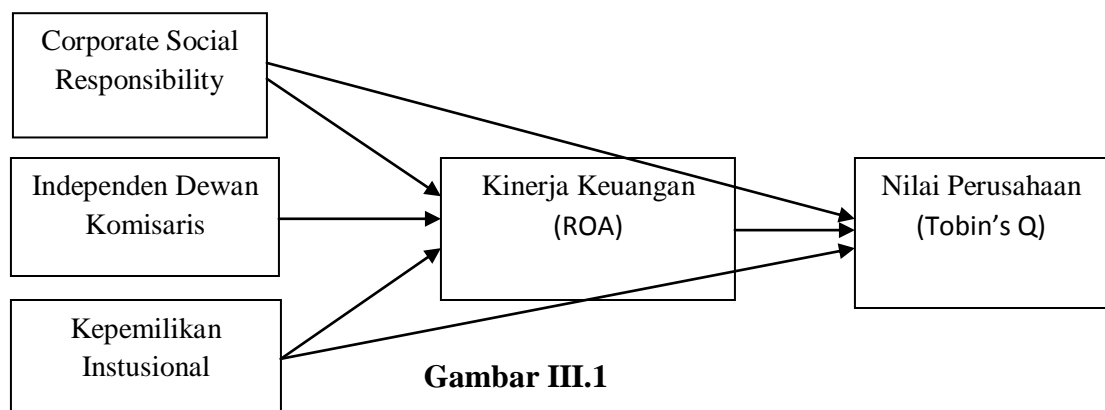 Corporate Social
Responsibility
Independen Dewan
Komisaris
Kepemilikan
Instusional
Kinerja Keuangan
(ROA)
Nilai Perusahaan
(Tobin’s Q)
Gambar III.1